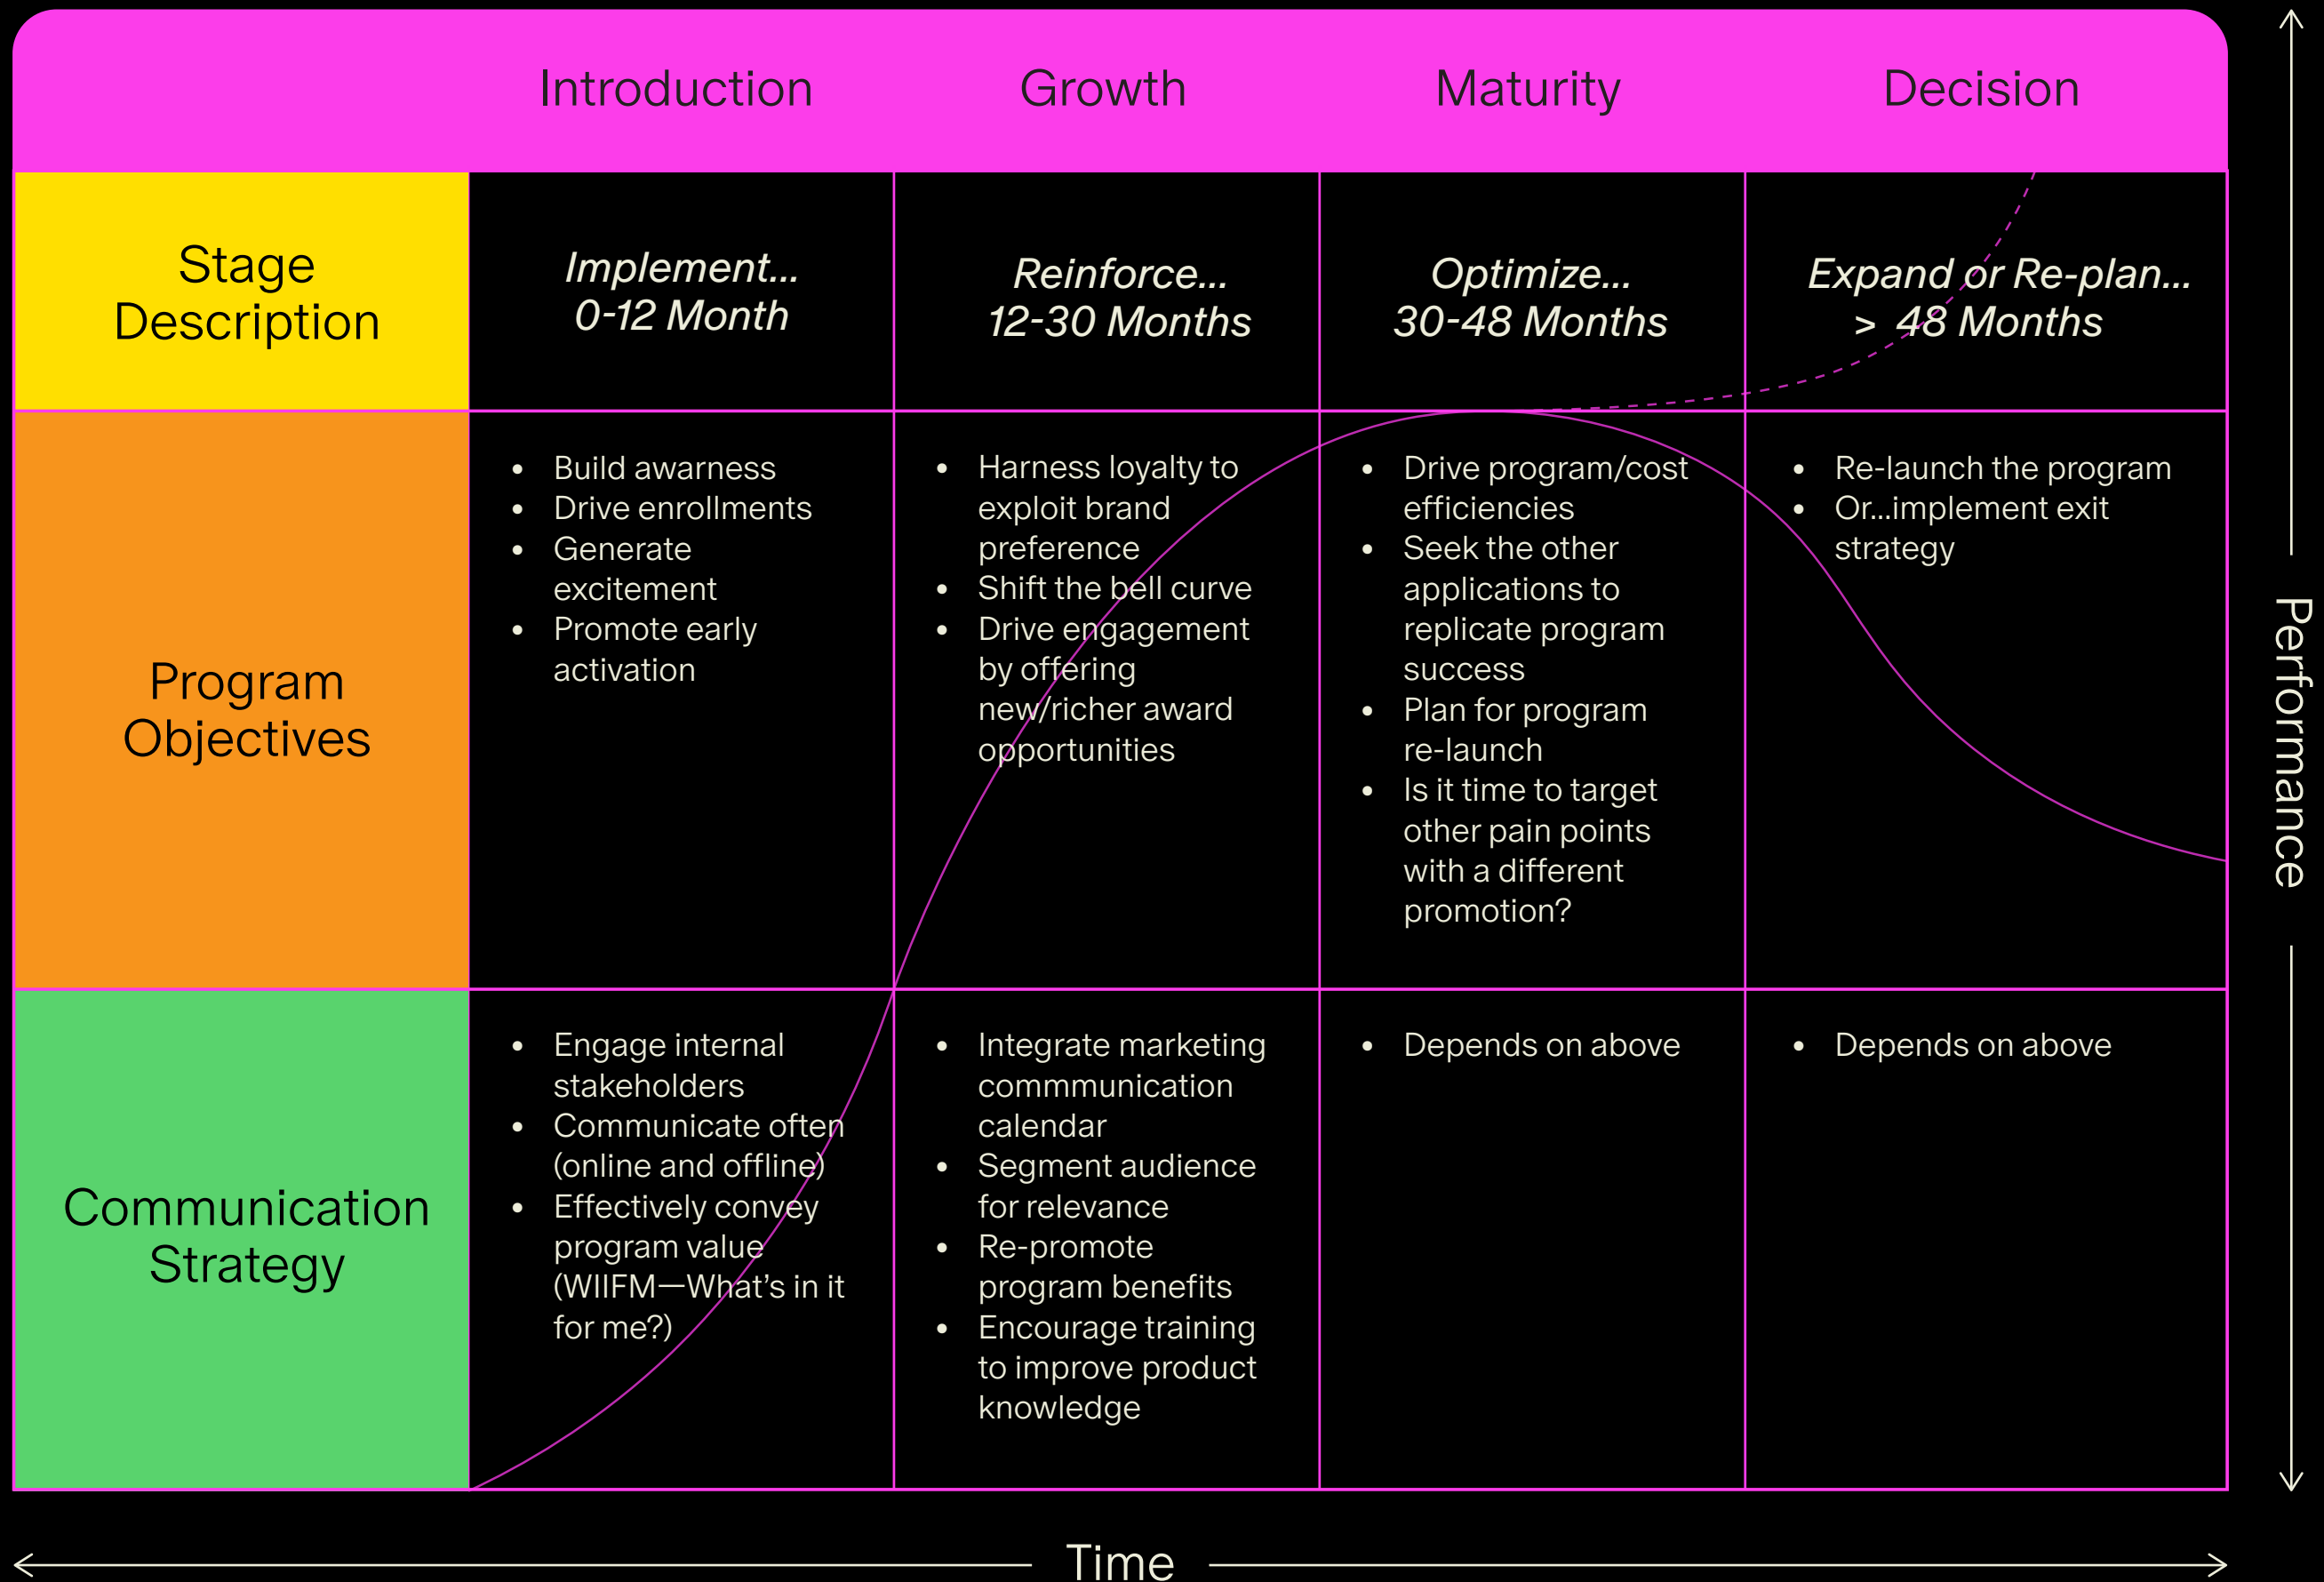 Introduction
Growth
Maturity
Decision
Stage
Description
Implement...
0-12 Month
Reinforce...
12-30 Months
Optimize...
30-48 Months
Expand or Re-plan...
> 48 Months
Program
Objectives
• Build awarness
• Drive enrollments
• Generate
excitement
• Promote early
activation
• Harness loyalty to
exploit brand
preference
• Shift the bell curve
• Drive engagement
by offering
new/richer award
opportunities
• Drive program/cost
efficiencies
• Seek the other
applications to
replicate program
success
• Plan for program
re-launch
• Is it time to target
other pain points
with a different
promotion?
• Re-launch the program
• Or...implement exit
strategy
Communication
Strategy
• Engage internal
stakeholders
• Communicate often
(online and offline)
• Effectively convey
program value
(WIIFM—What’s in it
for me?)
• Integrate marketing
commmunication
calendar
• Segment audience
for relevance
• Re-promote
program benefits
• Encourage training
to improve product
knowledge
• Depends on above
• Depends on above
Performance
Time